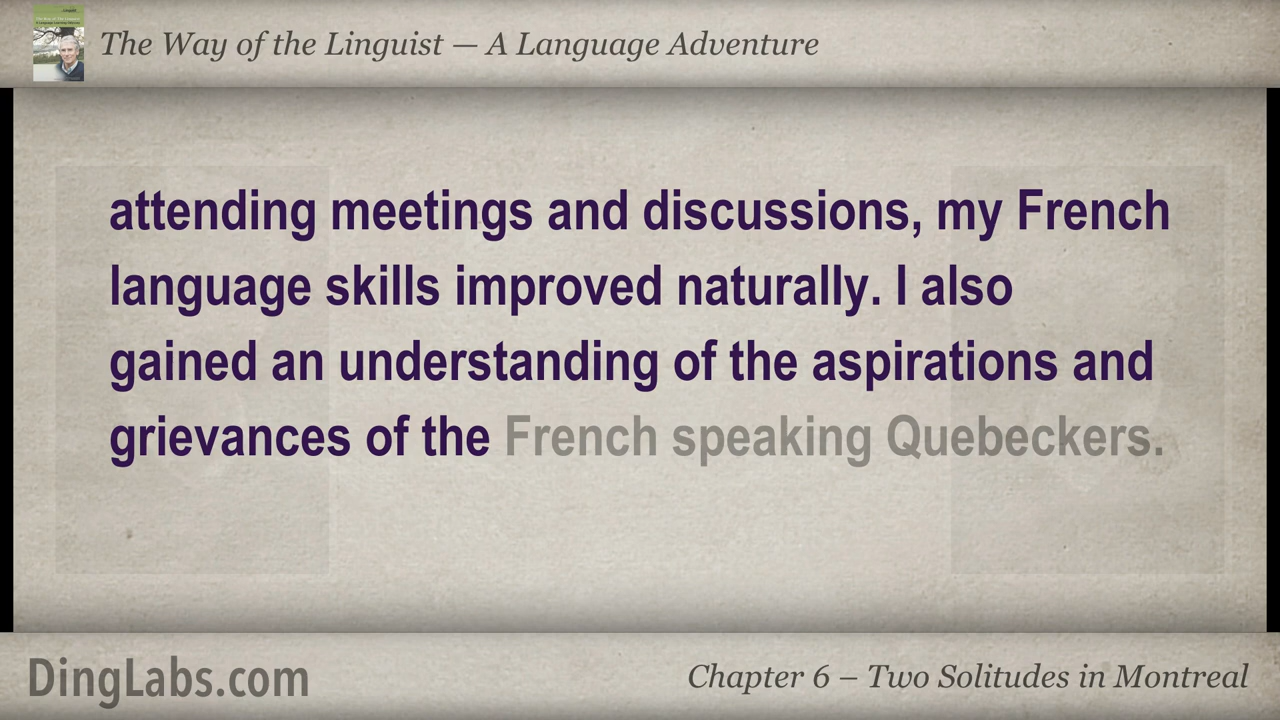 The Way of the Linguist — A Language Adventure
attending meetings and discussions, my French
language skills improved naturally. I also
gained an understanding of the aspirations and
grievances of the French speaking Quebeckers.
DingLabs.com
Chapter 6 – Two Solitudes in Montreal